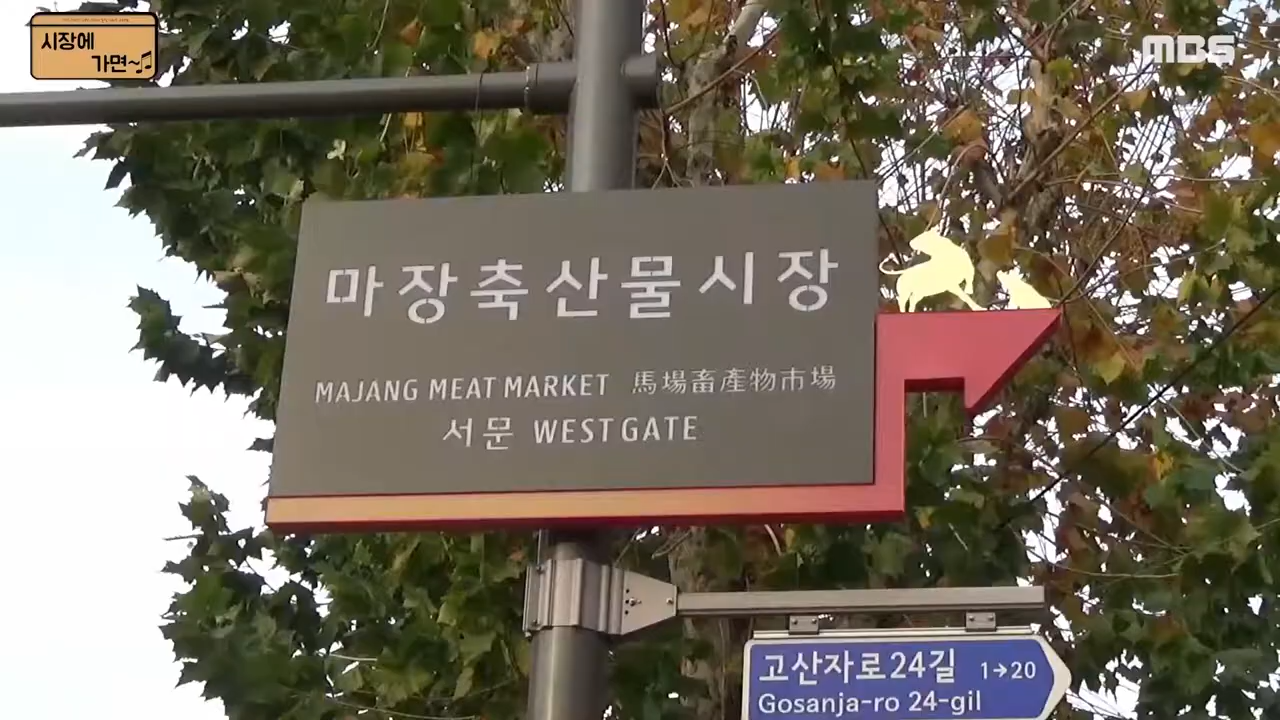 시장에
가면~
MBS
마장축산물시장
MAJANG MEAT MARKET 馬場畜產物市場
서문 WEST GATE
고산자로24길 1→20
Gosanja-ro 24-gil